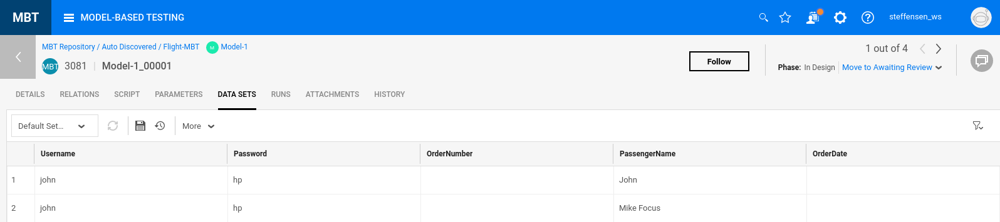 MBT MODEL-BASED TESTING steffensen_ws
MBT Repository / Auto Discovered / Flight-MBT M Model-1
1 out of 4
MBT 3081 | Model-1_00001
Follow
Phase: In Design Move to Awaiting Review
DETAILS RELATIONS SCRIPT PARAMETERS DATA SETS RUNS ATTACHMENTS HISTORY
Default Set... More
Username Password OrderNumber PassengerName OrderDate
1 john hp John
2 john hp Mike Focus